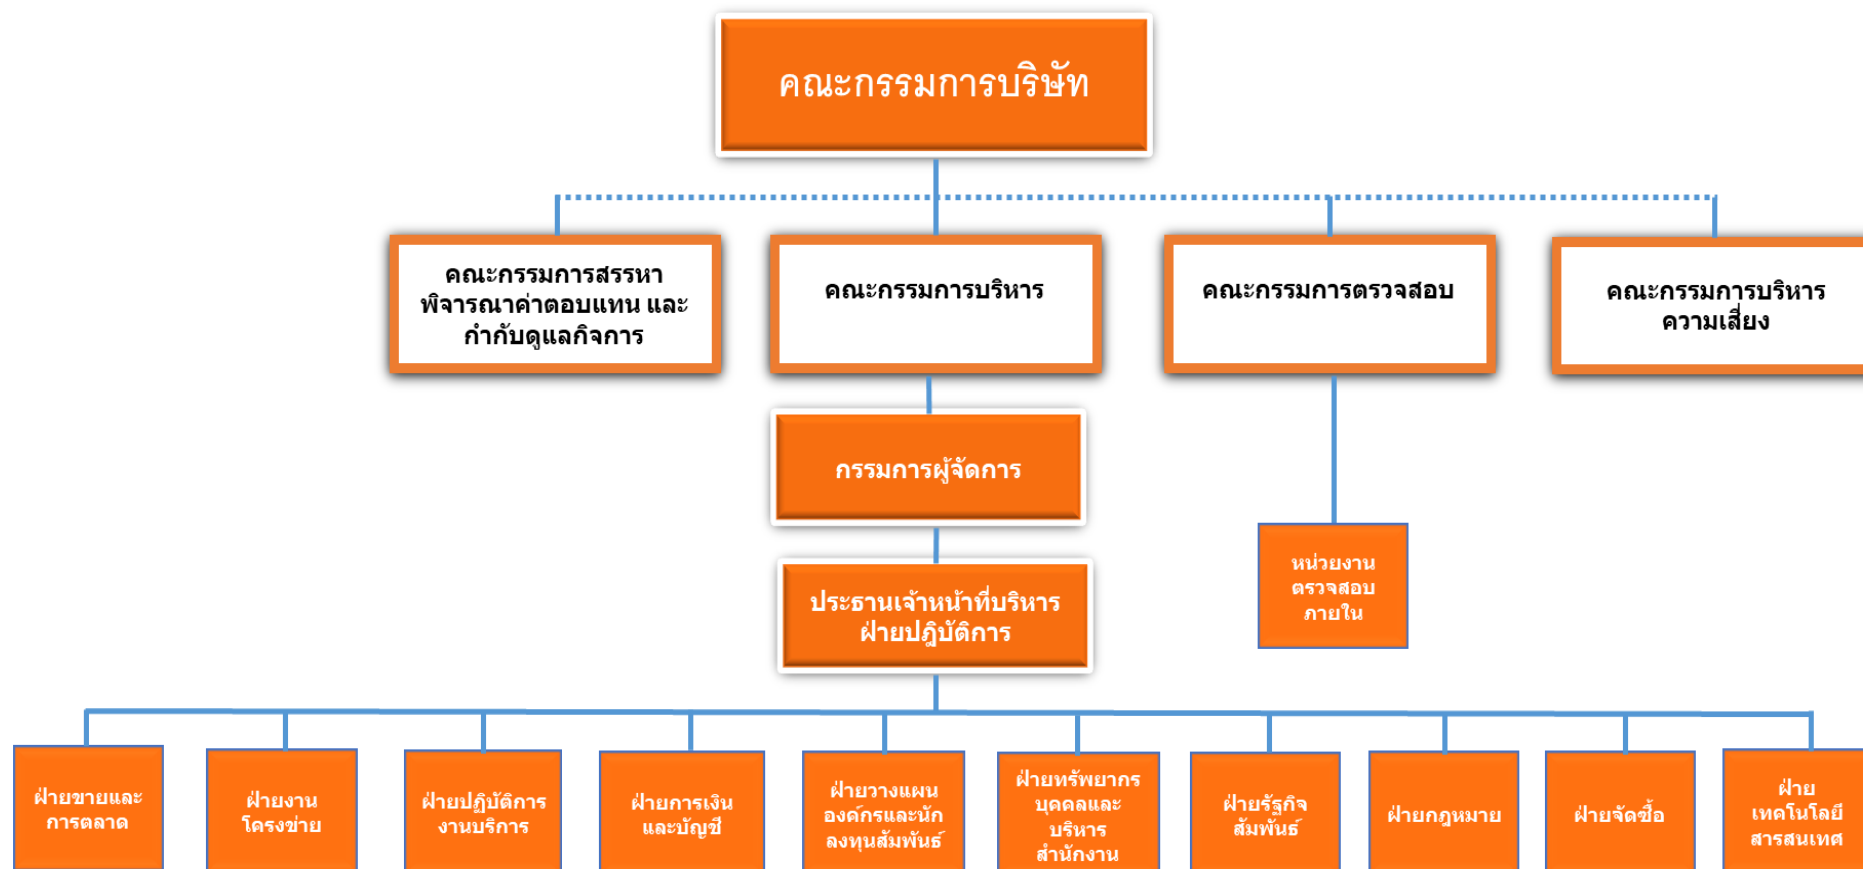 คณะกรรมการบริษัท
คณะกรรมการสรรหา
พิจารณาค่าตอบแทน และ
กำกับดูแลกิจการ
คณะกรรมการบริหาร
คณะกรรมการตรวจสอบ
คณะกรรมการบริหาร
ความเสี่ยง
กรรมการผู้จัดการ
หน่วยงาน
ตรวจสอบ
ภายใน
ประธานเจ้าหน้าที่บริหาร
ฝ่ายปฎิบัติการ
ฝ่ายขายและ
การตลาด
ฝ่ายงาน
โครงข่าย
ฝ่ายปฏิบัติการ
งานบริการ
ฝ่ายการเงิน
และบัญชี
ฝ่ายวางแผน
องค์กรและนัก
ลงทุนสัมพันธ์
ฝ่ายทรัพยากร
บุคคลและ
บริหาร
สำนักงาน
ฝ่ายรัฐกิจ
สัมพันธ์
ฝ่ายกฎหมาย
ฝ่ายจัดซื้อ
ฝ่าย
เทคโนโลยี
สารสนเทศ